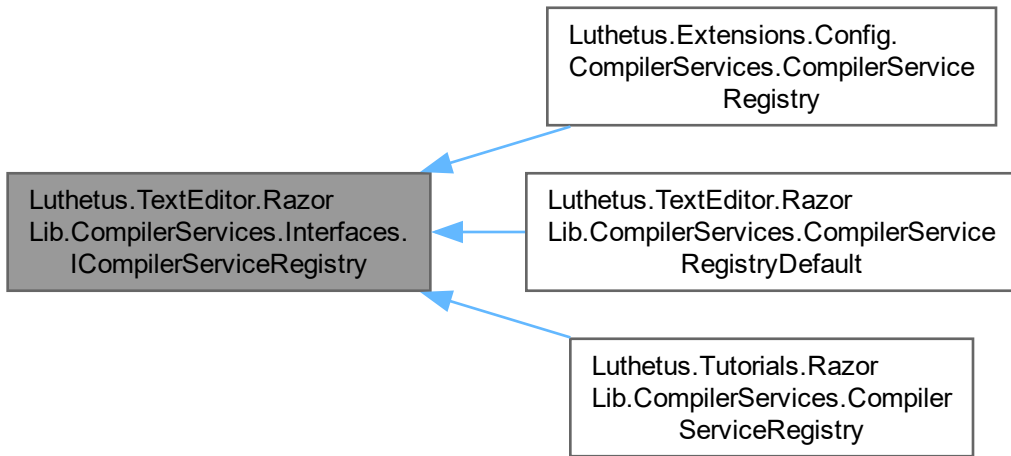 Luthetus.Extensions.Config.
CompilerServices.CompilerService
Registry
Luthetus.TextEditor.Razor
Lib.CompilerServices.Interfaces.
ICompilerServiceRegistry
Luthetus.TextEditor.Razor
Lib.CompilerServices.CompilerService
RegistryDefault
Luthetus.Tutorials.Razor
Lib.CompilerServices.Compiler
ServiceRegistry